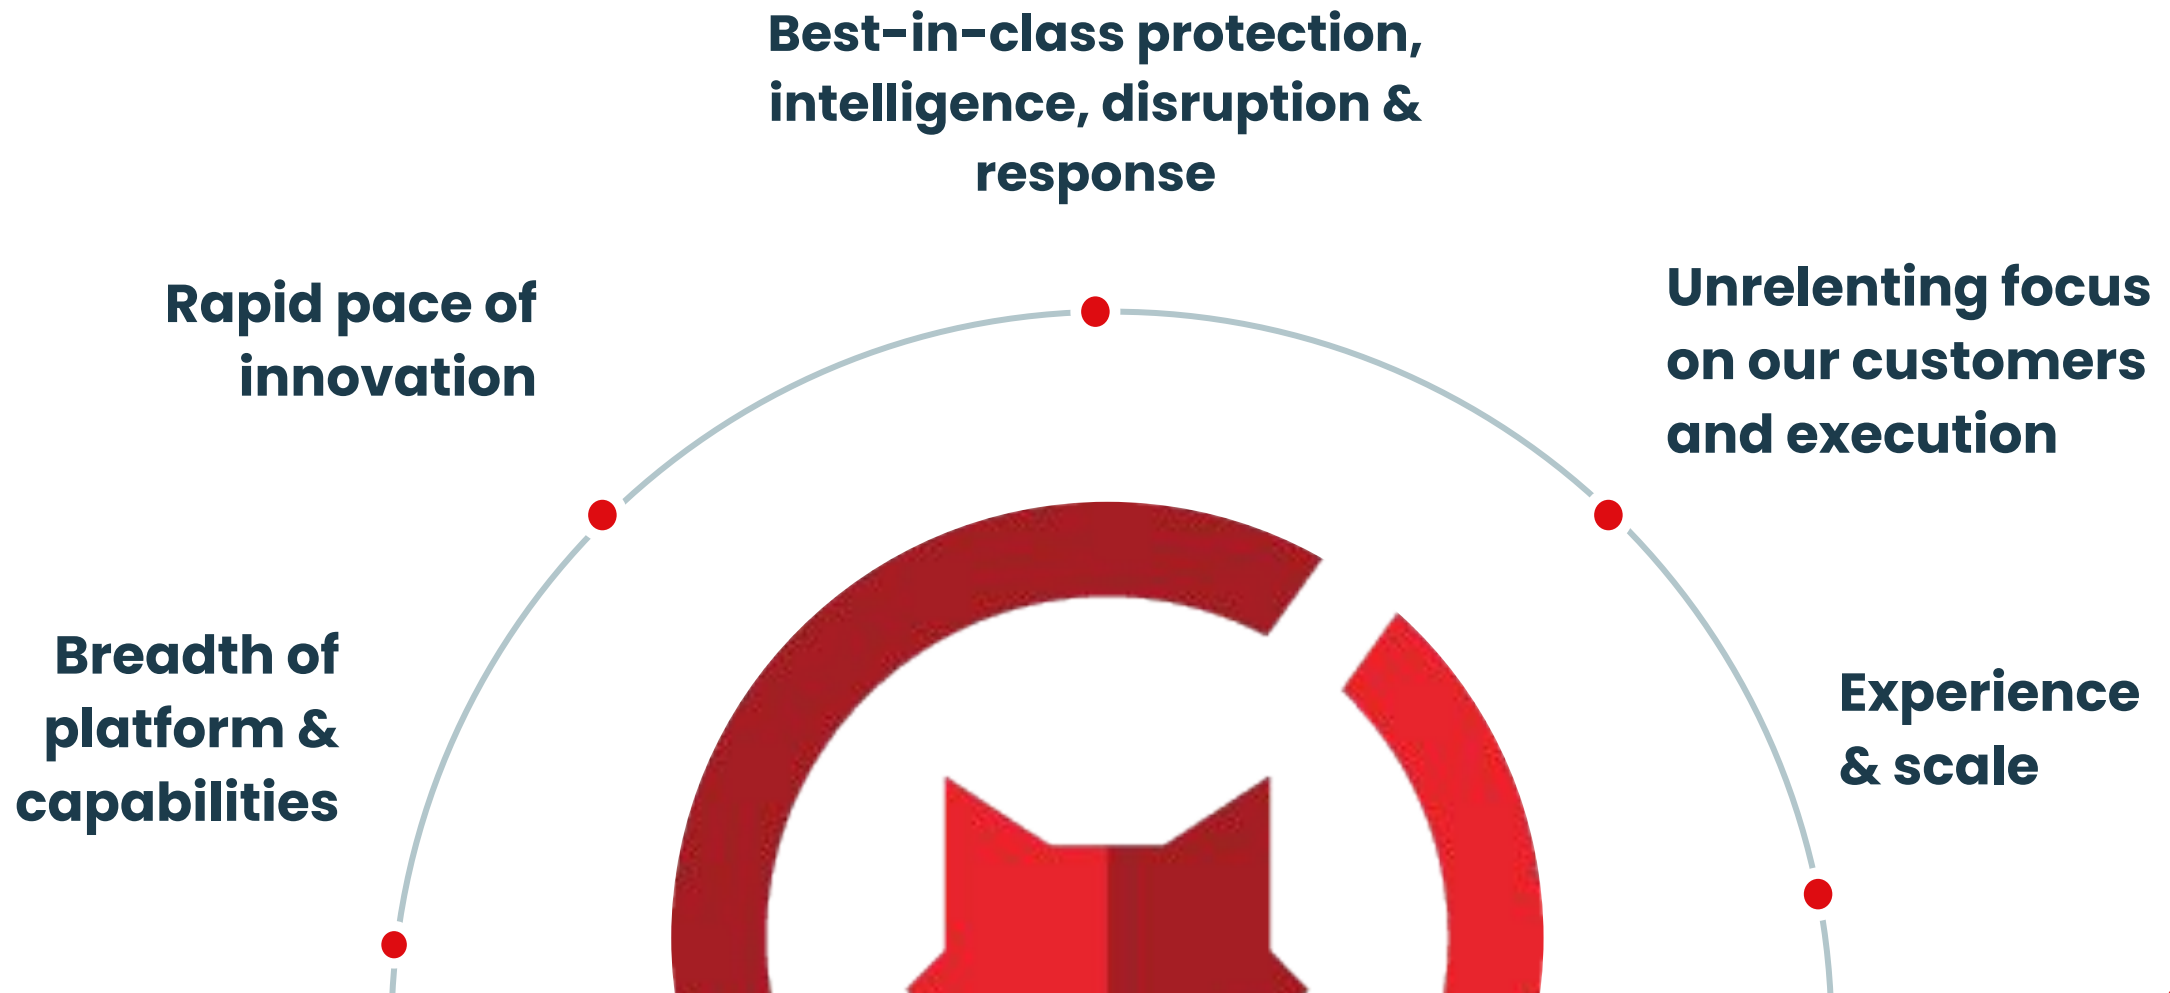 Best-in-class protection,
intelligence, disruption &
response
Rapid pace of
innovation
Unrelenting focus
on our customers
and execution
Breadth of
platform &
capabilities
Experience
& scale